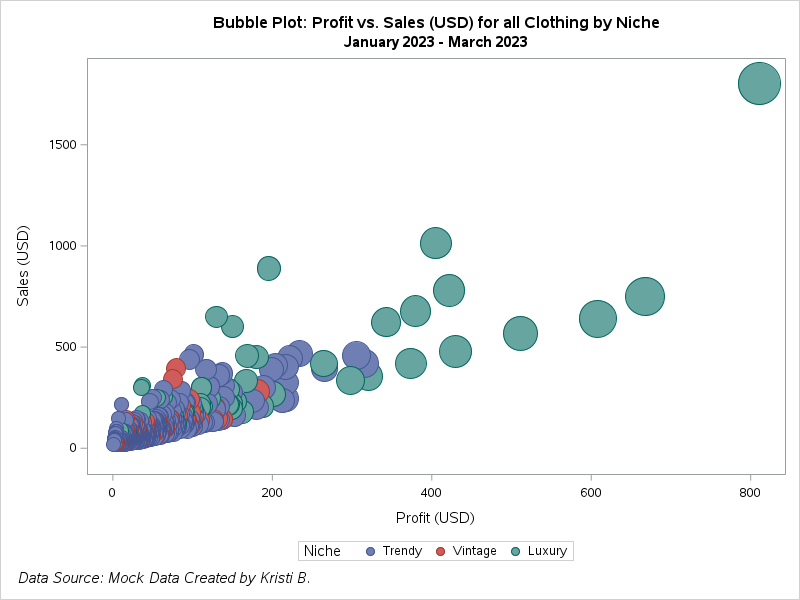 Bubble Plot: Profit vs. Sales (USD) for all Clothing by Niche
January 2023 - March 2023
Sales (USD)
1500
1000
500
0
0 200 400 600 800
Profit (USD)
Niche Trendy Vintage Luxury
Data Source: Mock Data Created by Kristi B.